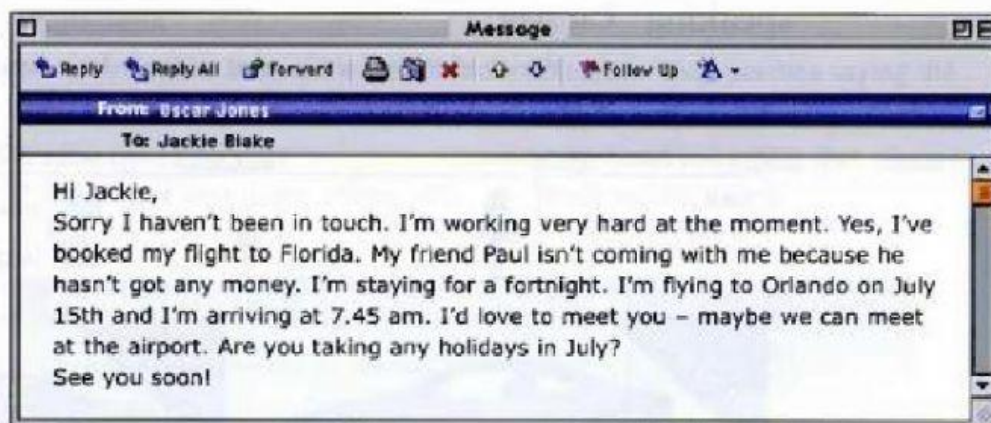 Message
Reply Reply All Forward Follow Up A
From: Oscar Jones
To: Jackie Blake
Hi Jackie,
Sorry I haven't been in touch. I'm working very hard at the moment. Yes, I've
booked my flight to Florida. My friend Paul isn't coming with me because he
hasn't got any money. I'm staying for a fortnight. I'm flying to Orlando on July
15th and I'm arriving at 7.45 am. I'd love to meet you – maybe we can meet
at the airport. Are you taking any holidays in July?
See you soon!